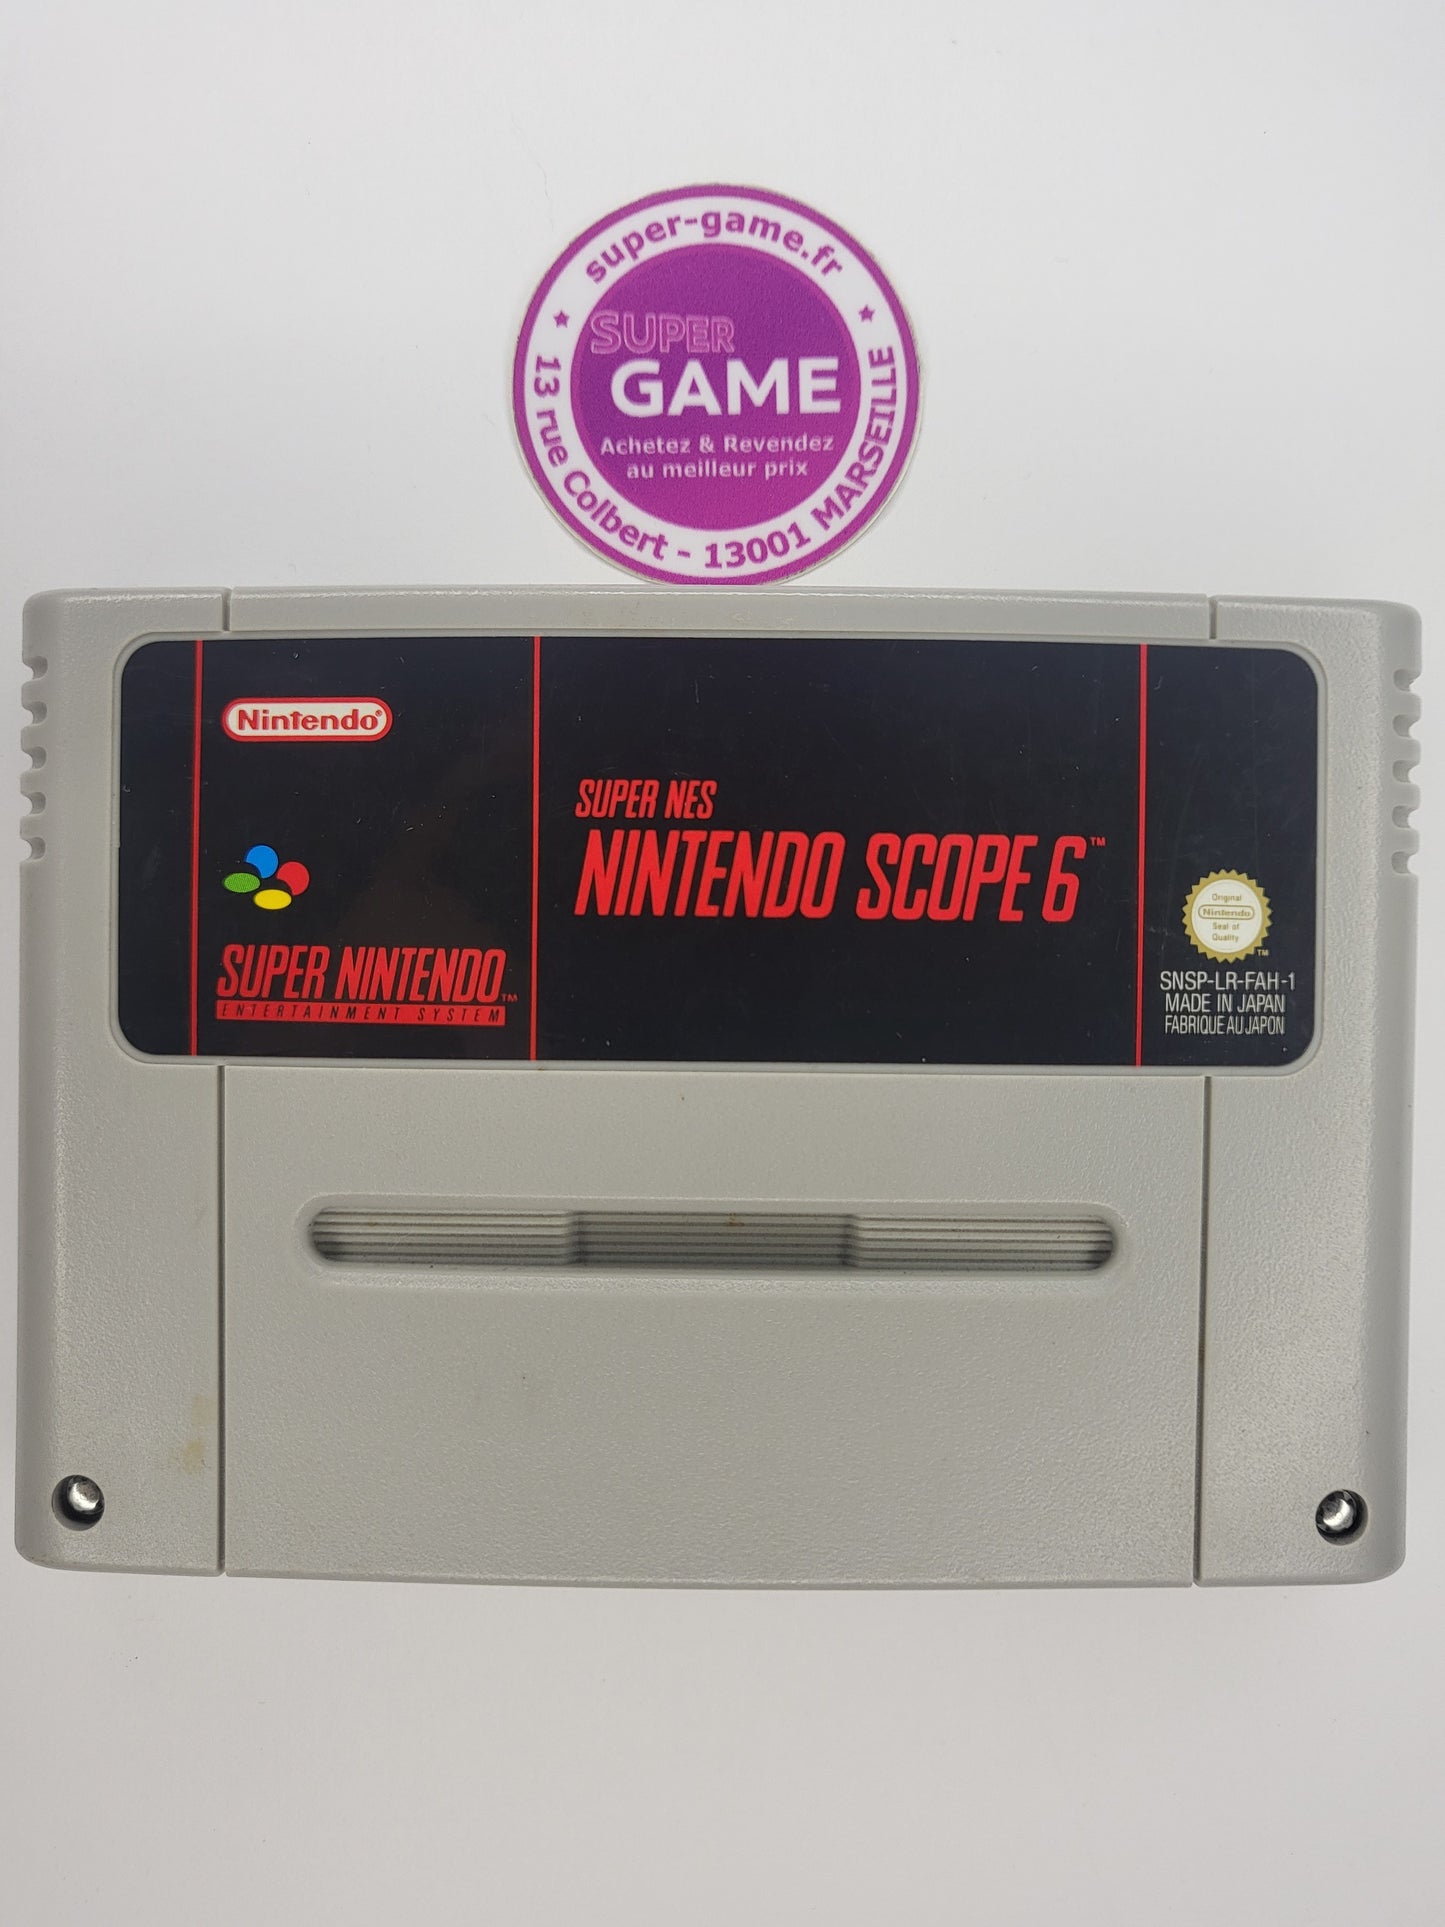 super-game.fr
SUPER
GAME
Achetez & Revendez
au meilleur prix
13 rue Colbert - 13001 MARSEILLE
Nintendo®
SUPER NINTENDO™
ENTERTAINMENT SYSTEM
SUPER NES
NINTENDO SCOPE 6™
Original
Nintendo
Seal of
Quality
TM
SNSP-LR-FAH-1
MADE IN JAPAN
FABRIQUE AU JAPON